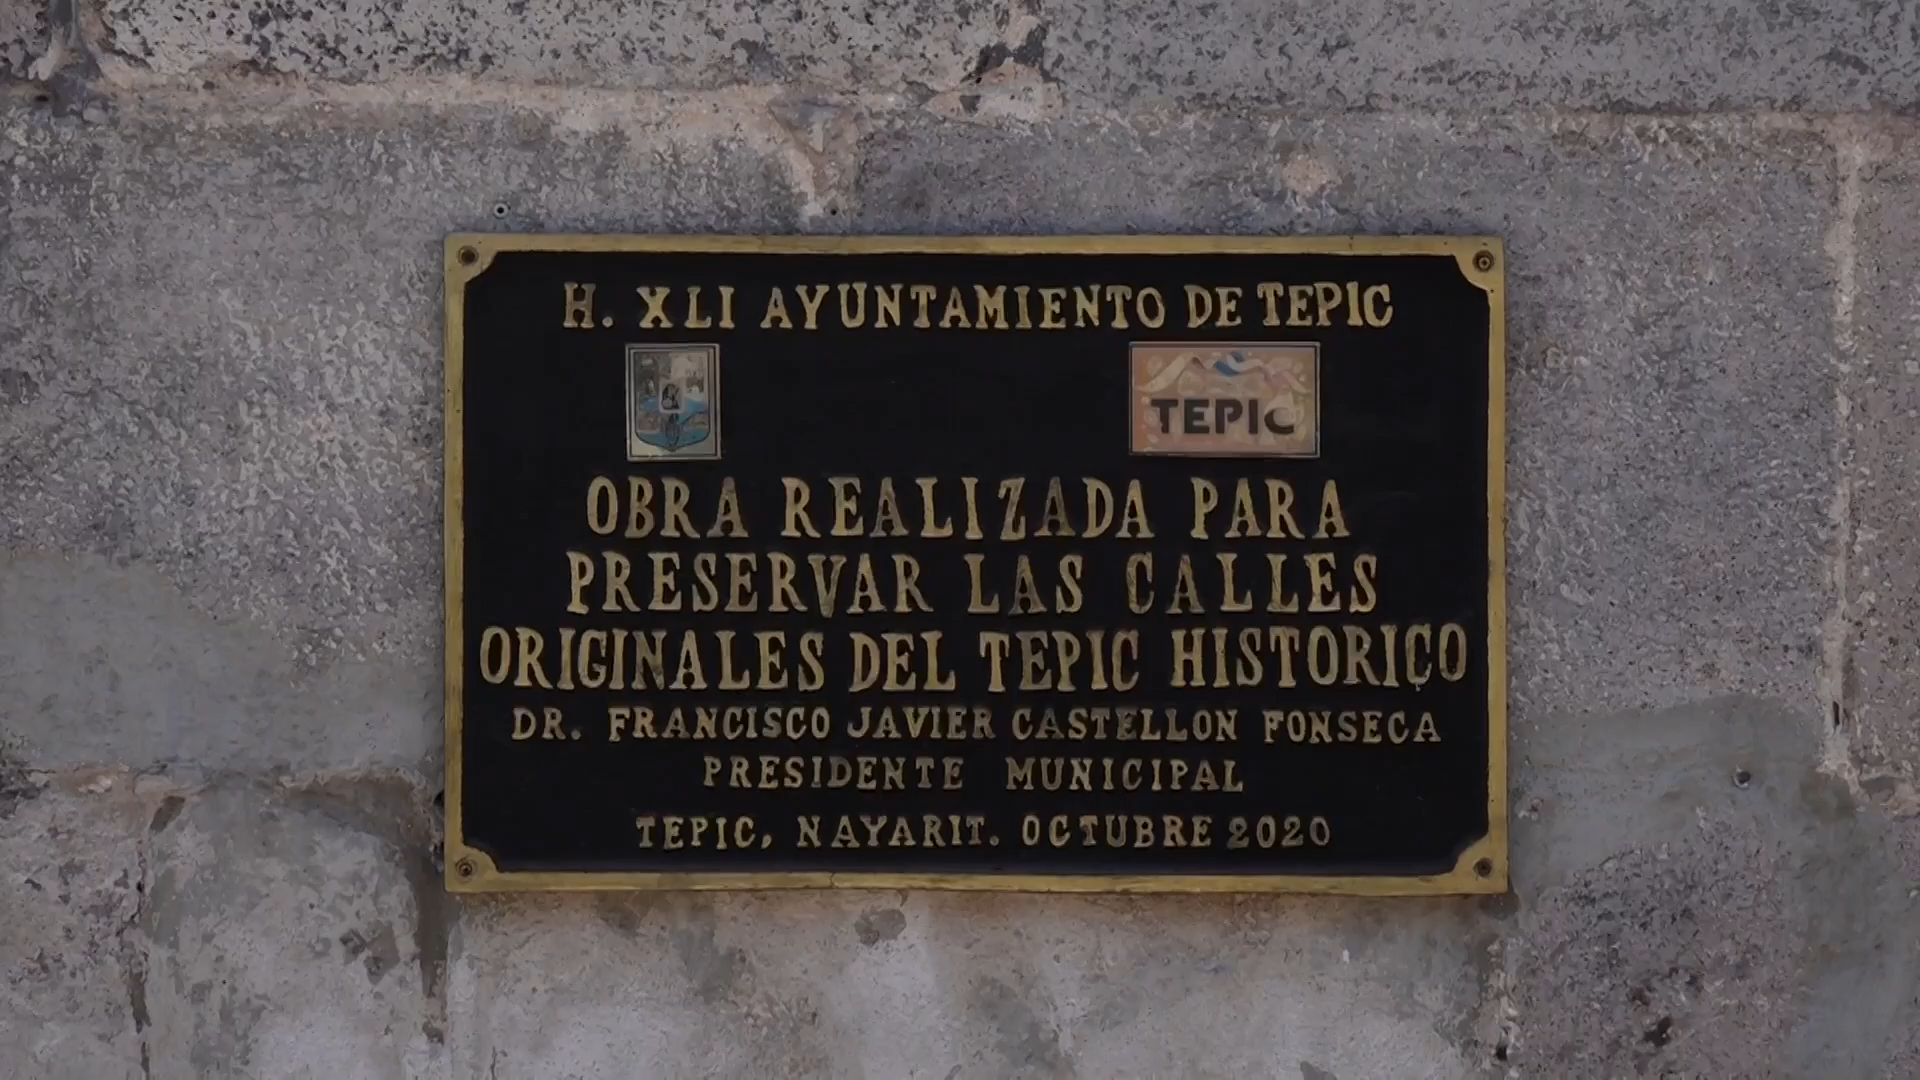 H. XLI AYUNTAMIENTO DE TEPIC
TEPIC
OBRA REALIZADA PARA
PRESERVAR LAS CALLES
ORIGINALES DEL TEPIC HISTORICO
DR. FRANCISCO JAVIER CASTELLON FONSECA
PRESIDENTE MUNICIPAL
TEPIC, NAYARIT. OCTUBRE 2020